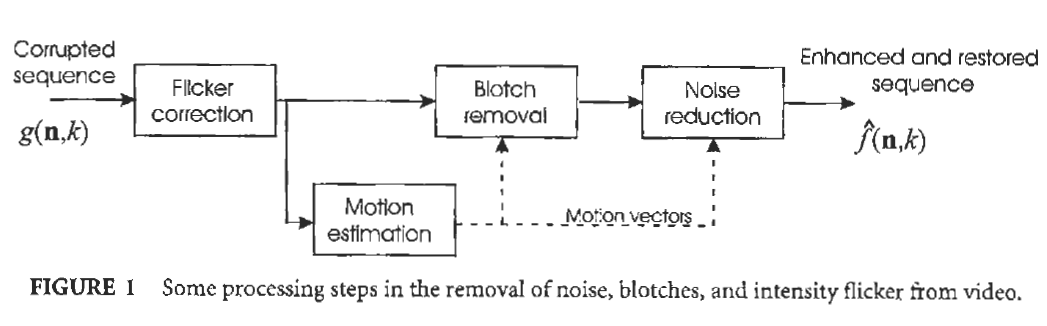 Corrupted
sequence
g(n,k)
Flicker
correction
Blotch
removal
Noise
reduction
Enhanced and restored
sequence
f̂(n,k)
Motion
estimation
Motion vectors
FIGURE 1 Some processing steps in the removal of noise, blotches, and intensity flicker from video.